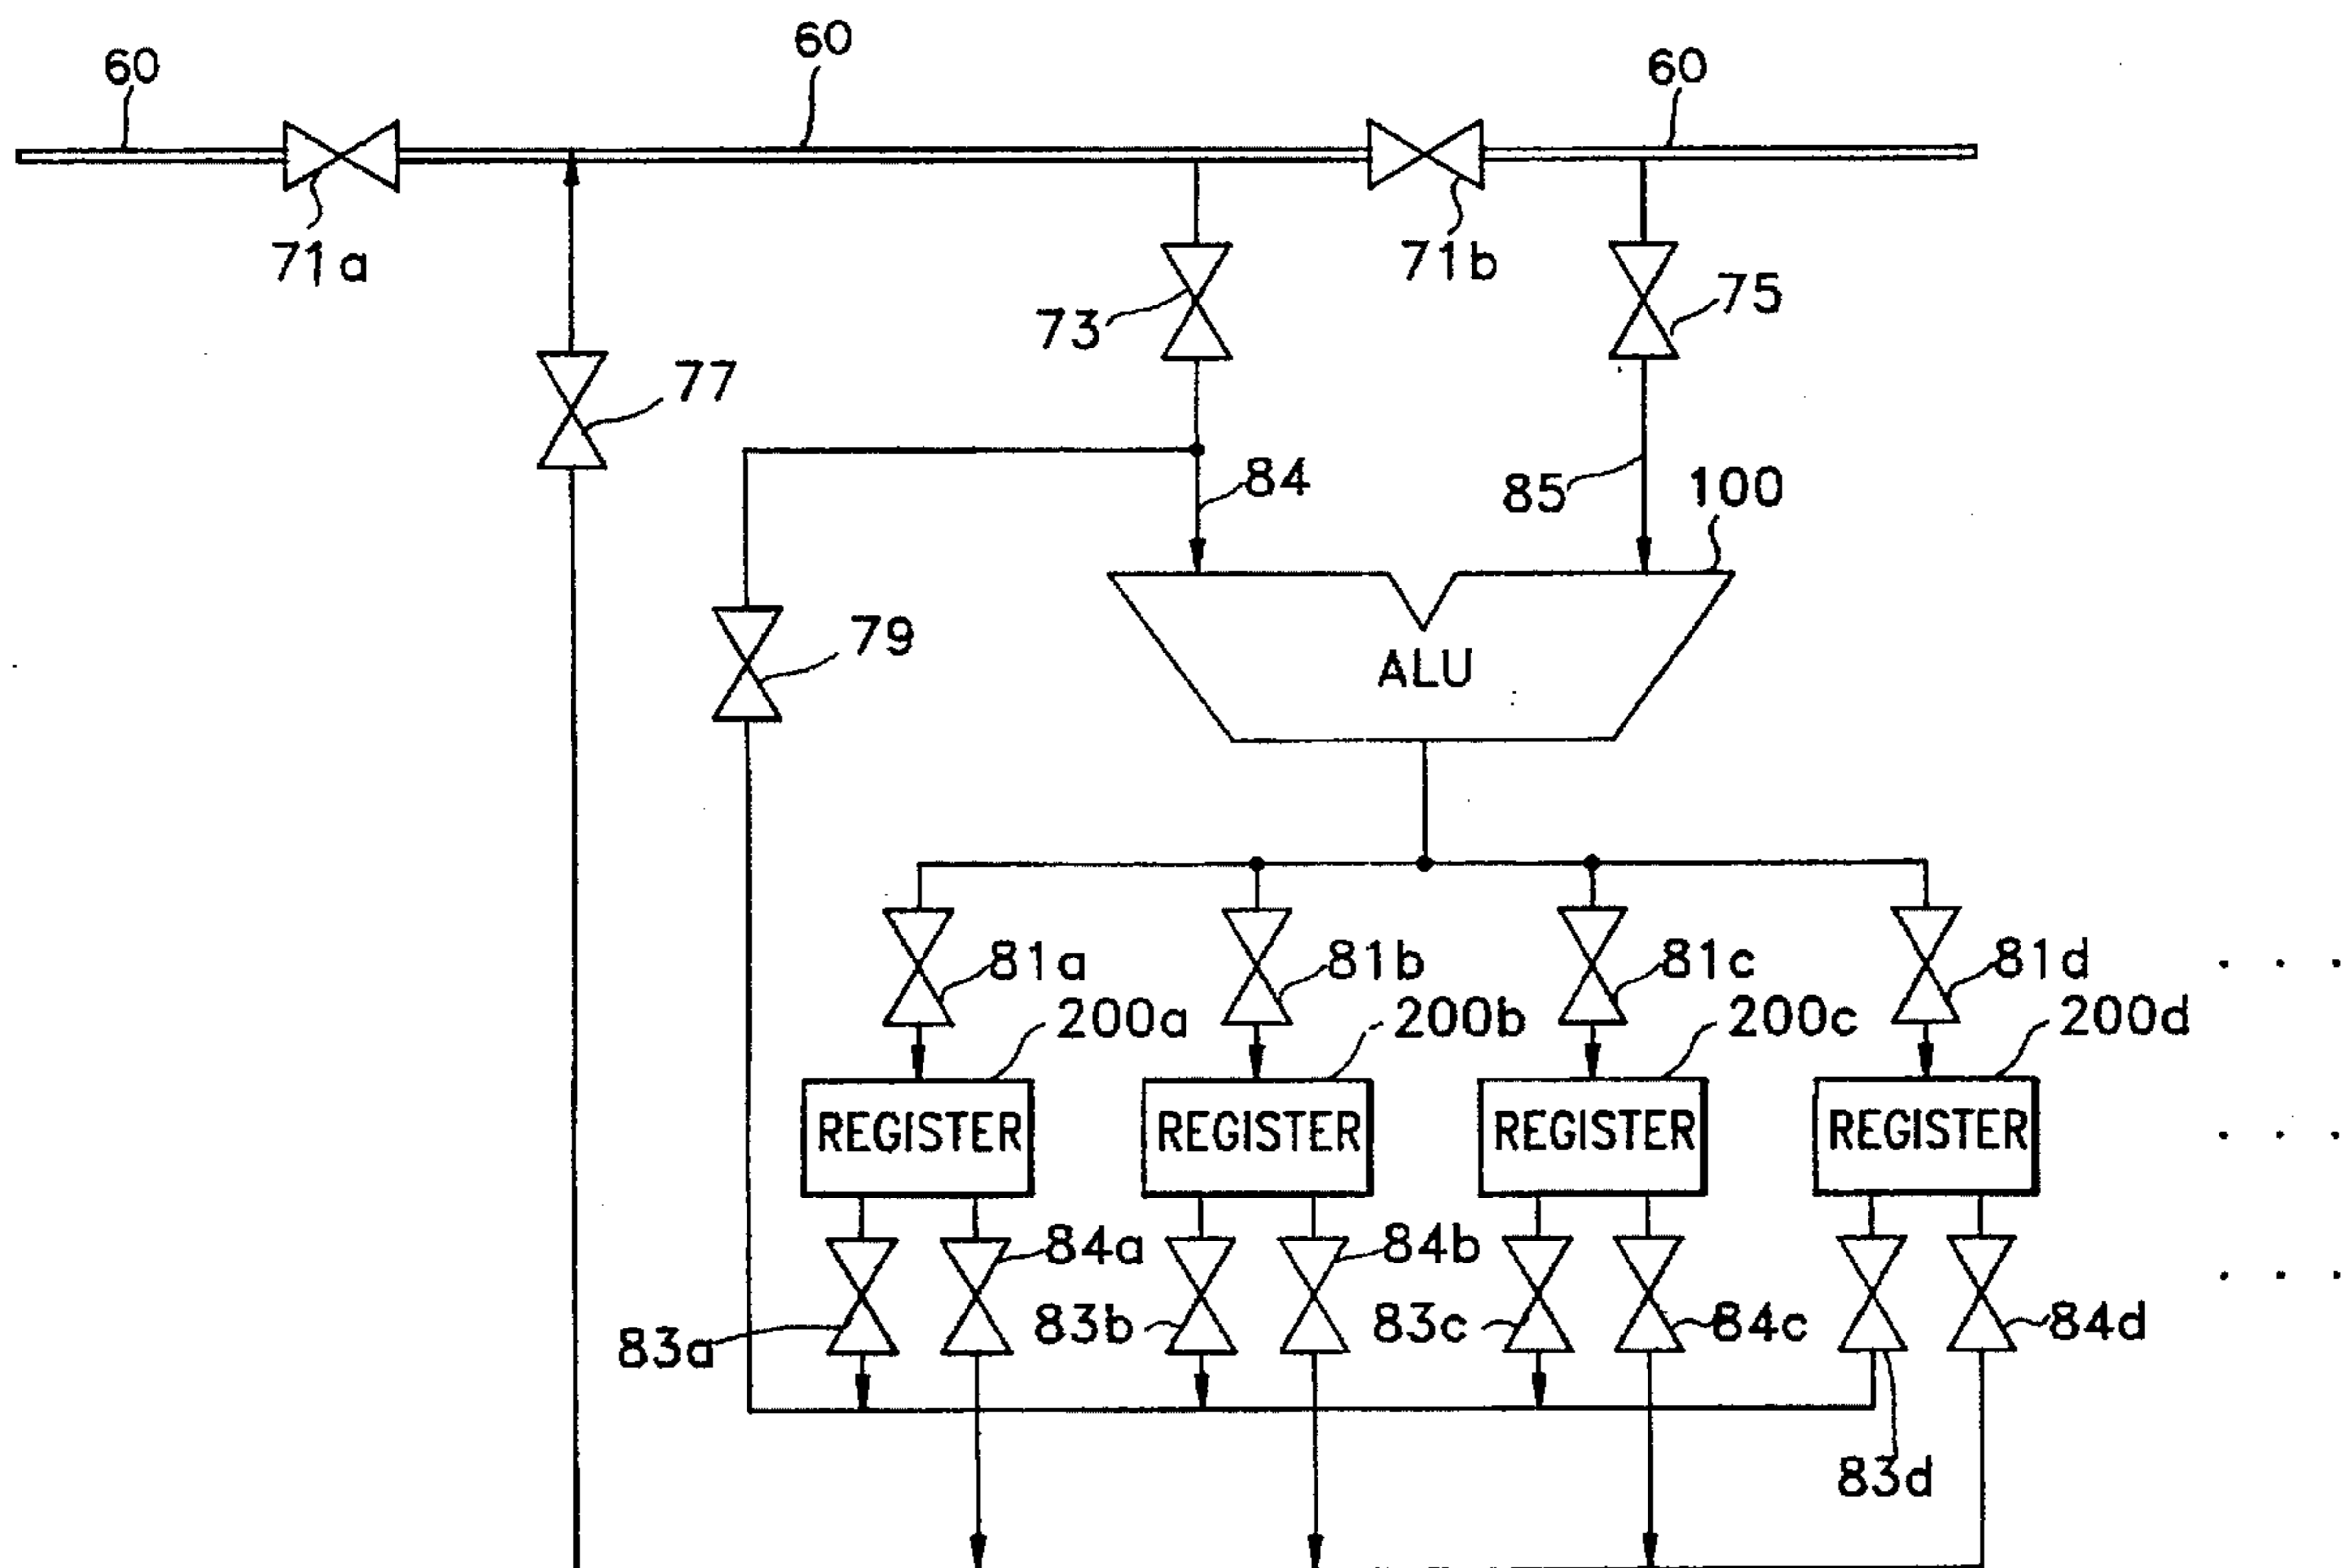 60
60
60
71a
71b
73
75
77
84
85
100
79
ALU
81a
81b
81c
81d
200a
200b
200c
200d
REGISTER
REGISTER
REGISTER
REGISTER
84a
84b
83a
83b
83c
84c
84d
83d